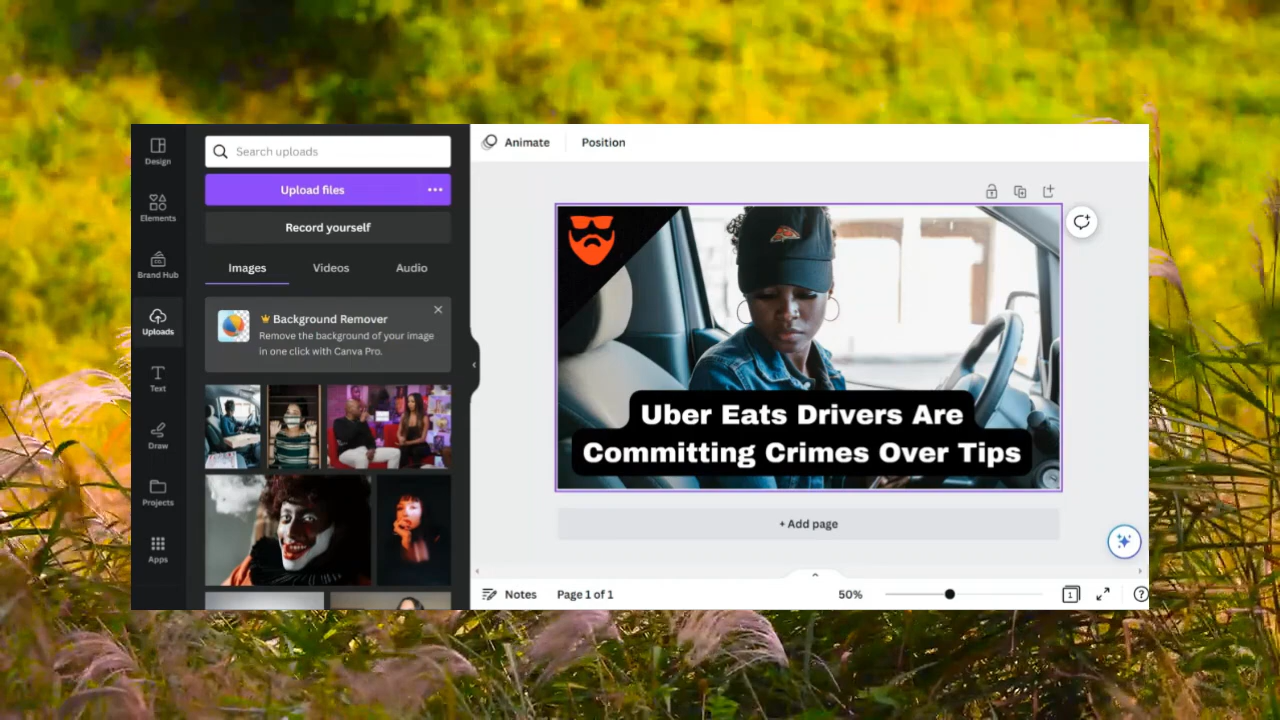 Design
Elements
Brand Hub
Uploads
Text
Draw
Projects
Apps
Search uploads
Upload files
Record yourself
Images
Videos
Audio
Background Remover
Remove the background of your image
in one click with Canva Pro.
Animate
Position
Uber Eats Drivers Are
Committing Crimes Over Tips
+ Add page
Notes
Page 1 of 1
50%
1
?